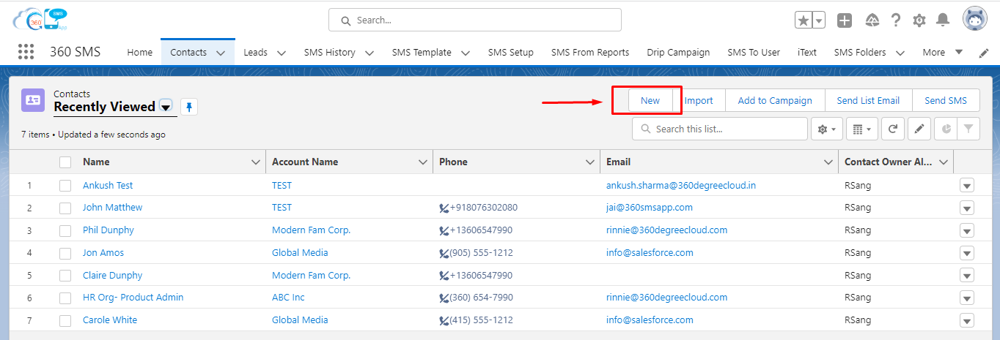 360 SMS App
Search...
360 SMS Home Contacts Leads SMS History SMS Template SMS Setup SMS From Reports Drip Campaign SMS To User iText SMS Folders More
Contacts
Recently Viewed
New Import Add to Campaign Send List Email Send SMS
7 items • Updated a few seconds ago
Search this list...
Name Account Name Phone Email Contact Owner Al...
1 Ankush Test TEST ankush.sharma@360degreecloud.in RSang
2 John Matthew TEST +918076302080 jai@360smsapp.com RSang
3 Phil Dunphy Modern Fam Corp. +13606547990 rinnie@360degreecloud.com RSang
4 Jon Amos Global Media (905) 555-1212 info@salesforce.com RSang
5 Claire Dunphy Modern Fam Corp. +13606547990 RSang
6 HR Org- Product Admin ABC Inc (360) 654-7990 rinnie@360degreecloud.com RSang
7 Carole White Global Media (415) 555-1212 info@salesforce.com RSang